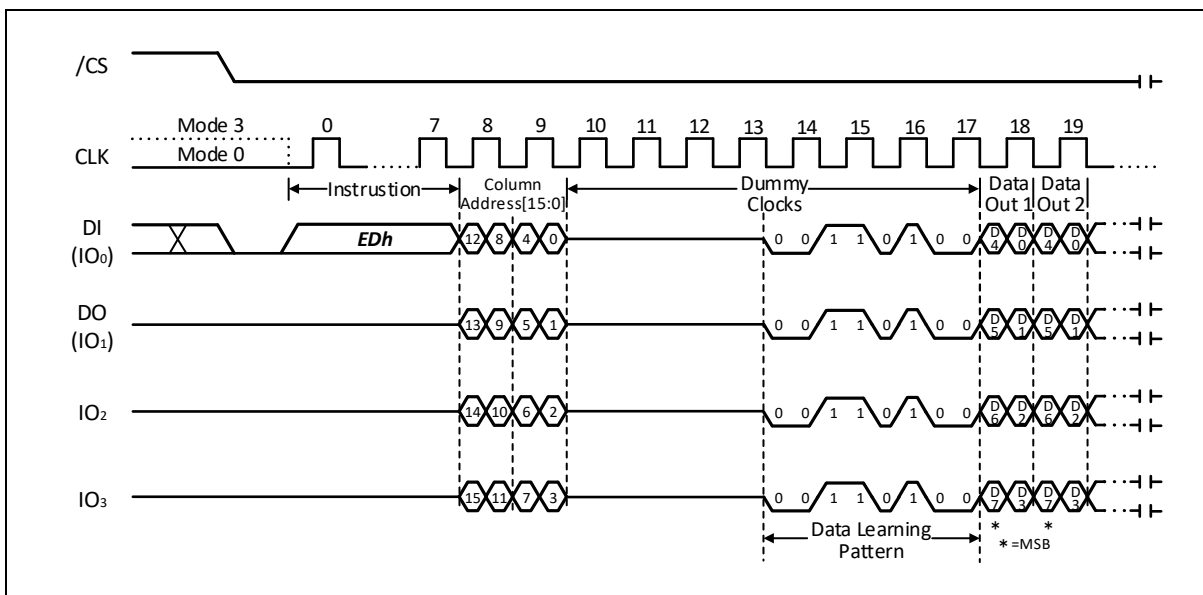 /CS
Mode 3
Mode 0
CLK
0 7 8 9 10 11 12 13 14 15 16 17 18 19
Instrustion
Column
Address[15:0]
Dummy
Clocks
Data
Out 1
Data
Out 2
DI
(IO0)
EDh
12 8 4 0
0 0 1 1 0 1 0 0
D4 D0 D4 D0
DO
(IO1)
13 9 5 1
0 0 1 1 0 1 0 0
D5 D1 D5 D1
IO2
14 10 6 2
0 0 1 1 0 1 0 0
D6 D2 D6 D2
IO3
15 11 7 3
0 0 1 1 0 1 0 0
D7 D3 D7 D3
Data Learning
Pattern
* *
*=MSB